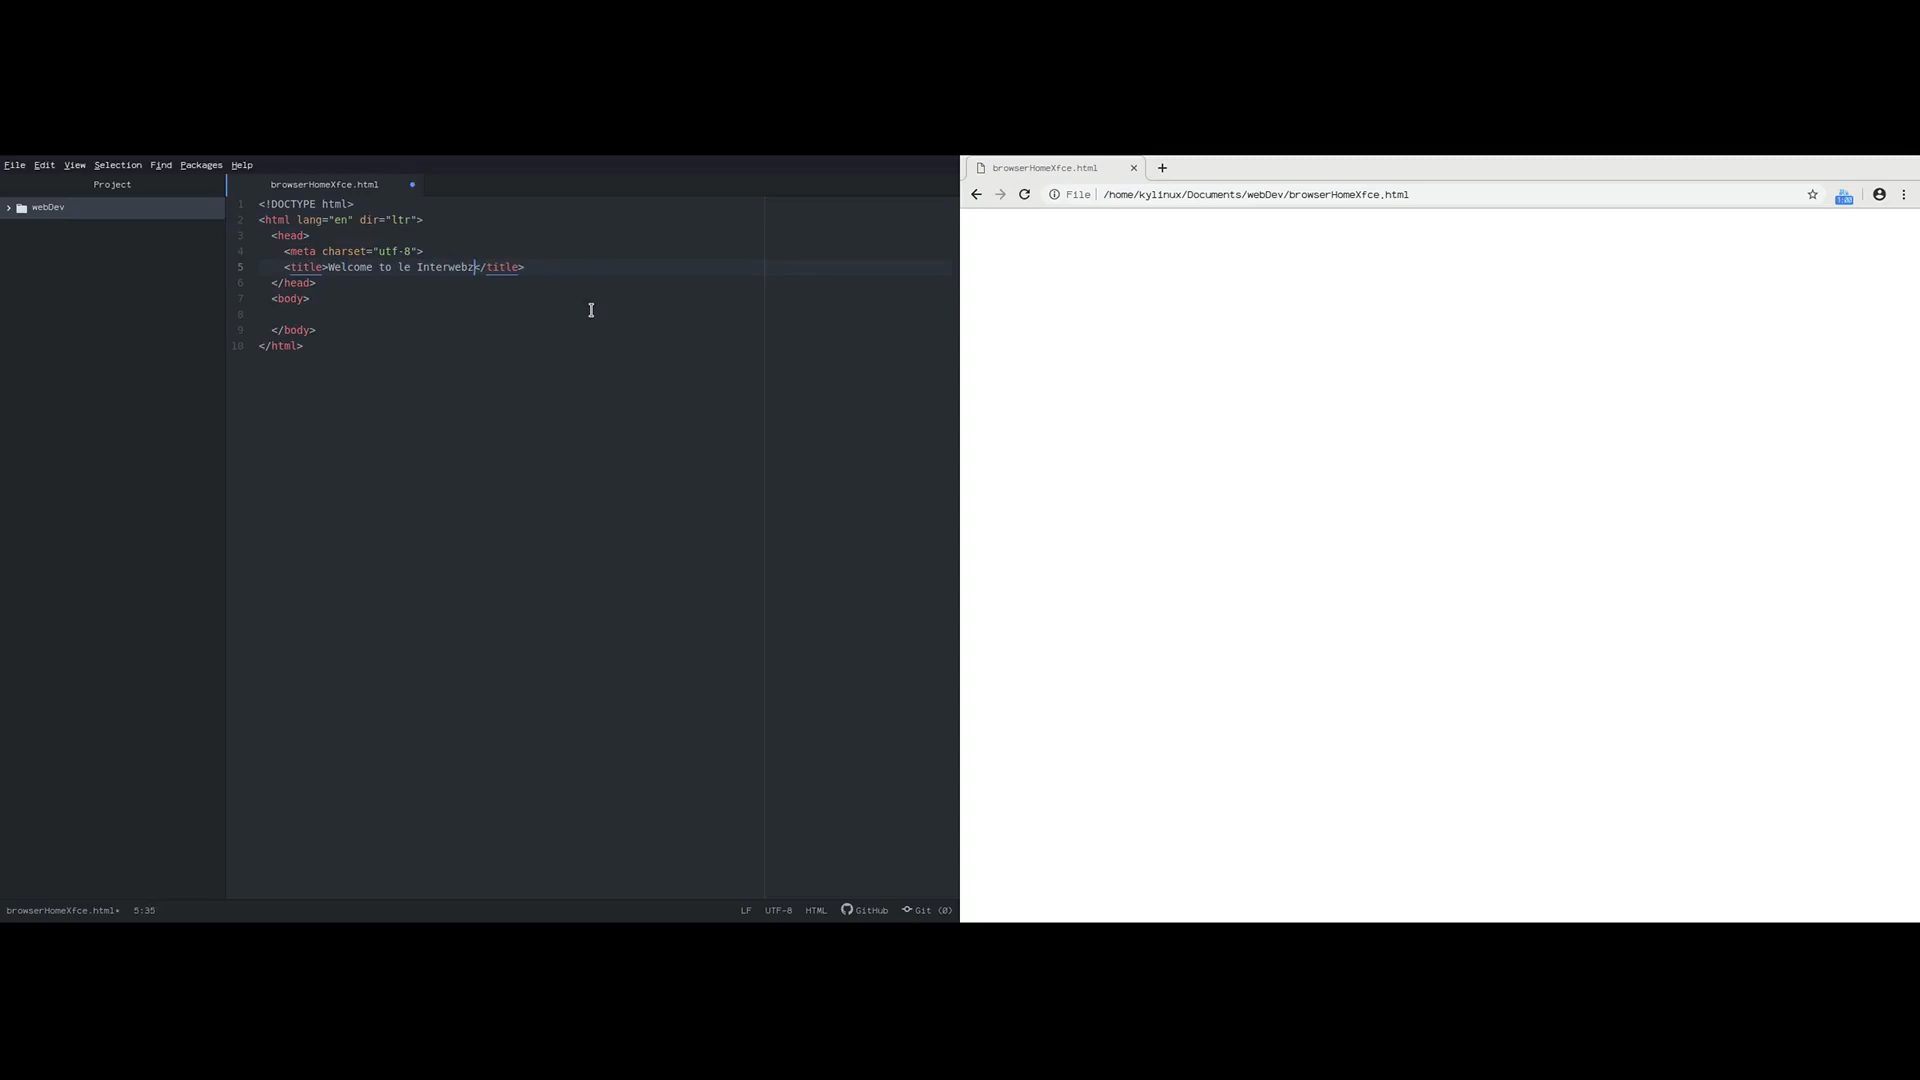 File Edit View Selection Find Packages Help
Project
browserHomeXfce.html
webDev
1 <!DOCTYPE html>
2 <html lang="en" dir="ltr">
3 <head>
4 <meta charset="utf-8">
5 <title>Welcome to le Interwebz</title>
6 </head>
7 <body>
8
9 </body>
10 </html>
browserHomeXfce.html* 5:35
LF UTF-8 HTML GitHub Git (0)
browserHomeXfce.html
File /home/kylinux/Documents/webDev/browserHomeXfce.html
1:00